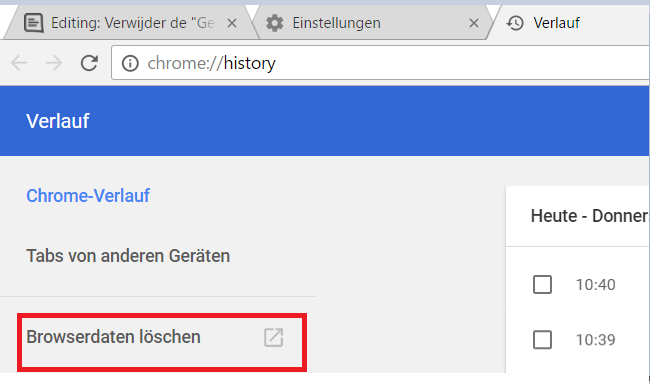 Editing: Verwijder de "Ge
Einstellungen
Verlauf
chrome://history
Verlauf
Chrome-Verlauf
Tabs von anderen Geräten
Browserdaten löschen
Heute - Donner
10:40
10:39